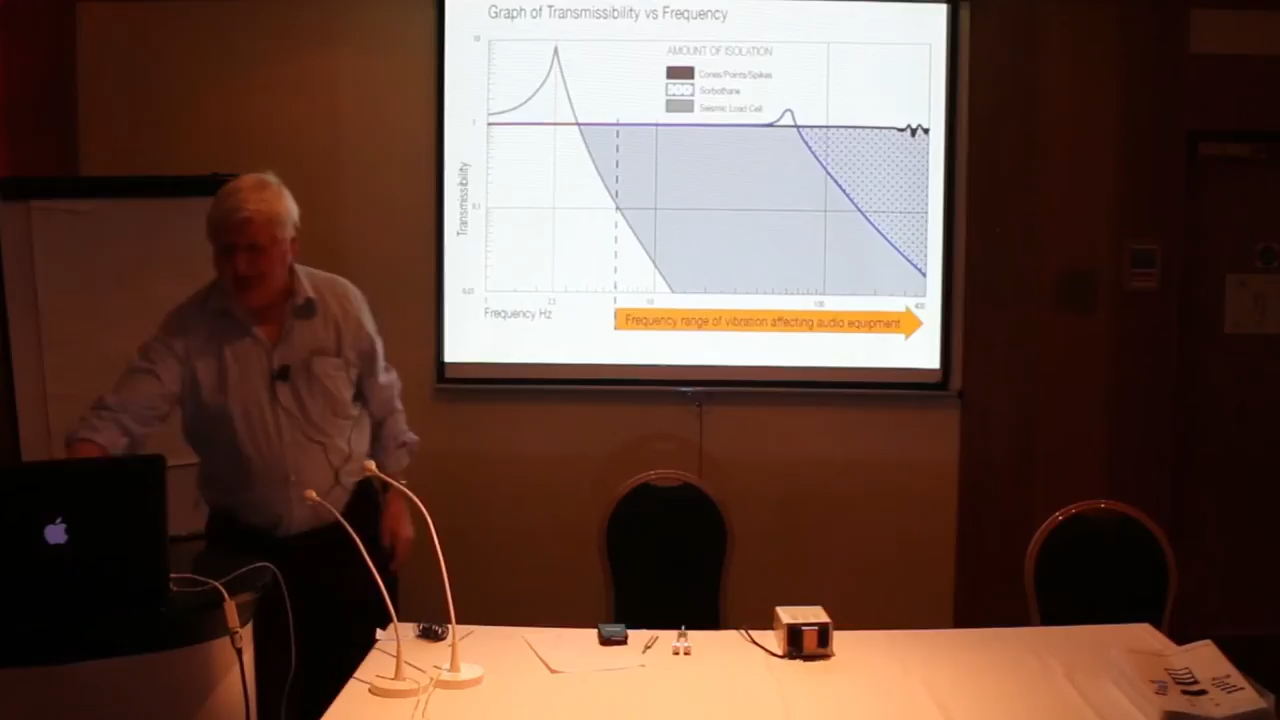 Graph of Transmissibility vs Frequency
10
AMOUNT OF ISOLATION
Cones/Points/Spikes
Sorbothane
Seismic Load Cell
1
Transmissibility
0.1
0.01
1 2.5 10 100 400
Frequency Hz
Frequency range of vibration affecting audio equipment